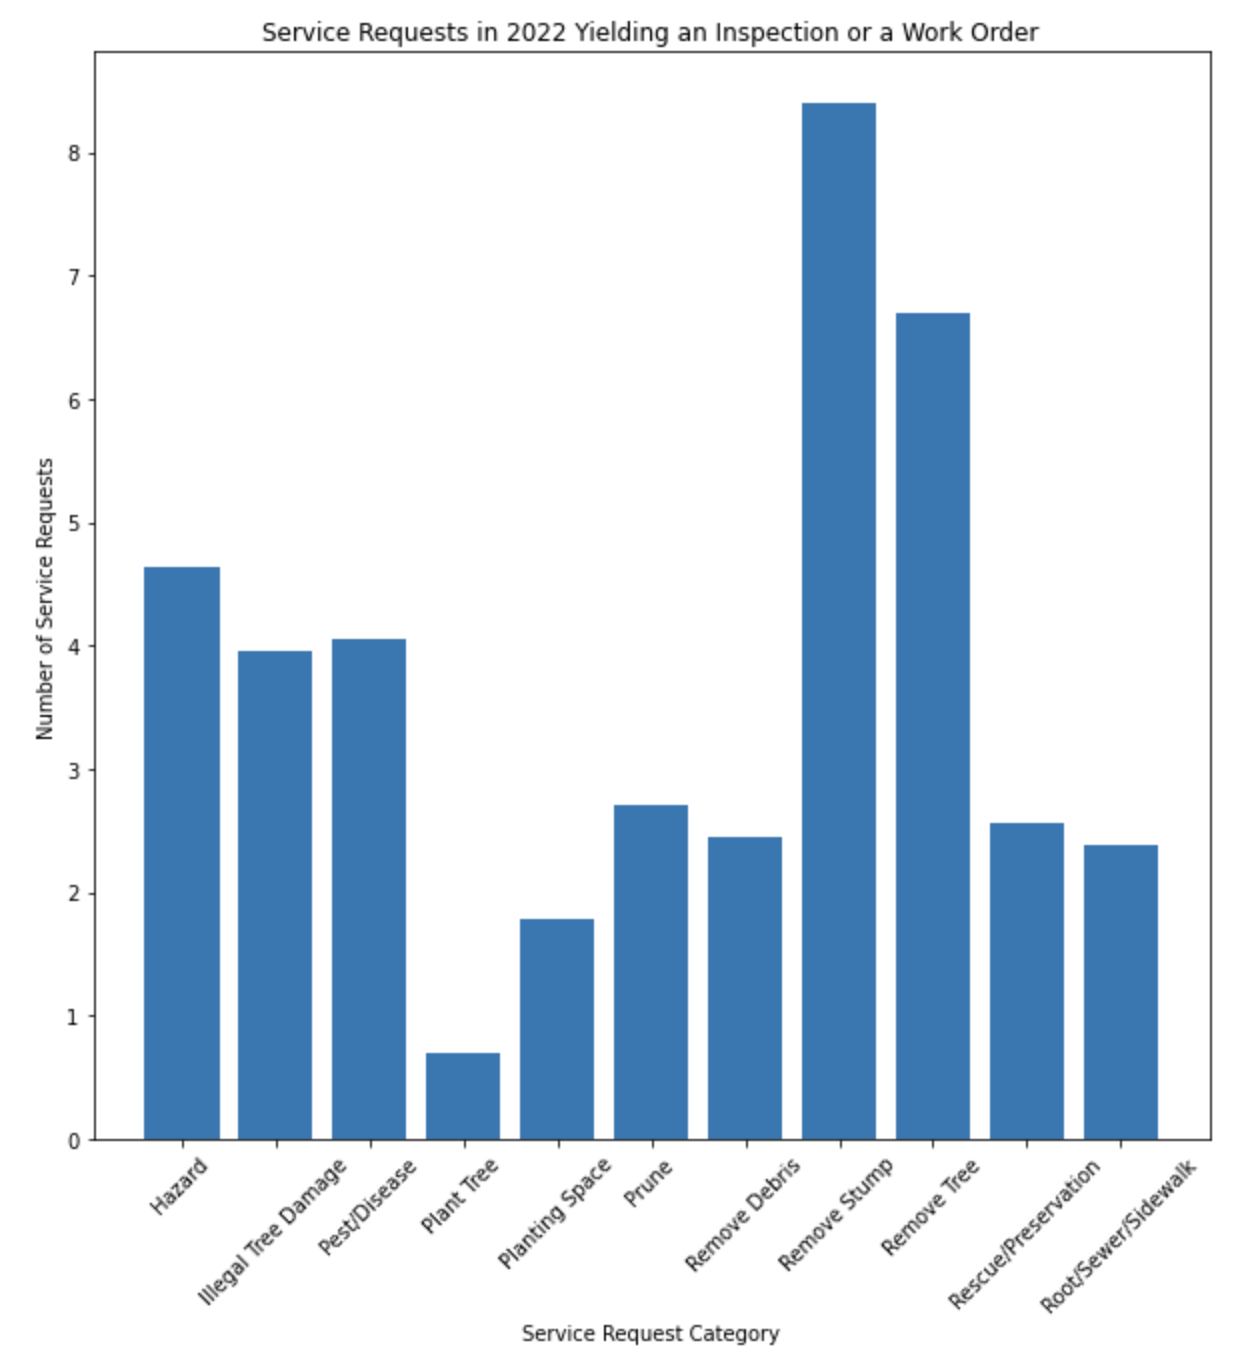 Service Requests in 2022 Yielding an Inspection or a Work Order
Number of Service Requests
8
7
6
5
4
3
2
1
0
Hazard
Illegal Tree Damage
Pest/Disease
Plant Tree
Planting Space
Prune
Remove Debris
Remove Stump
Remove Tree
Rescue/Preservation
Root/Sewer/Sidewalk
Service Request Category